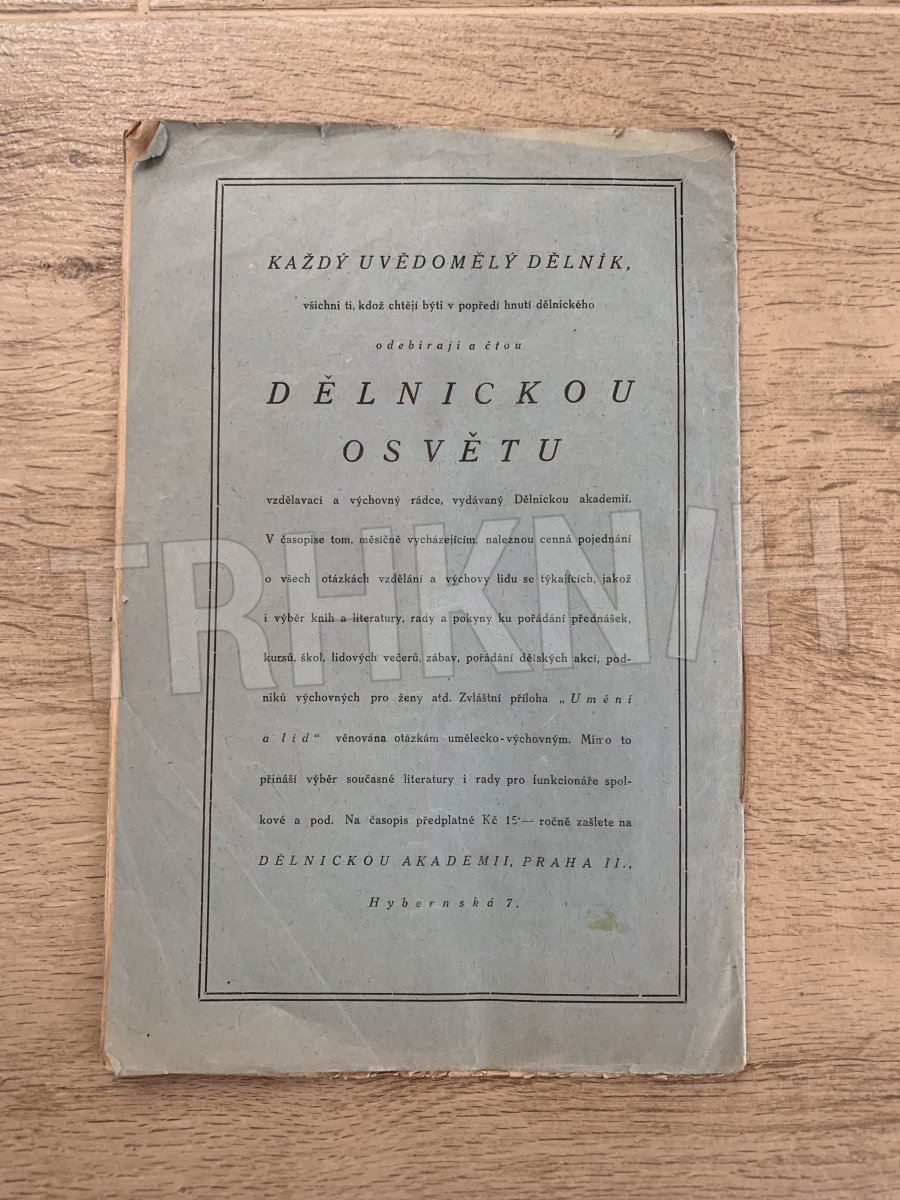 KAŽDÝ UVĚDOMĚLÝ DĚLNÍK,
všichni ti, kdož chtějí býti v popředí hnutí dělnického
odebírají a čtou
DĚLNICKOU
OSVĚTU
vzdělavací a výchovný rádce, vydávaný Dělnickou akademií.
V časopise tom, měsíčně vycházejícím, naleznou cenná pojednání
o všech otázkách vzdělání a výchovy lidu se týkajících, jakož
i výběr knih a literatury, rady a pokyny ku pořádání přednášek,
kursů, škol, lidových večerů, zábav, pořádání dětských akcí, pod-
niků výchovných pro ženy atd. Zvláštní příloha „Umění
a lid“ věnována otázkám umělecko-výchovným. Mimo to
přináší výběr současné literatury i rady pro funkcionáře spol-
kové a pod. Na časopis předplatné Kč 15·— ročně zašlete na
DĚLNICKOU AKADEMII, PRAHA II.,
Hybernská 7.
TRHKNIH